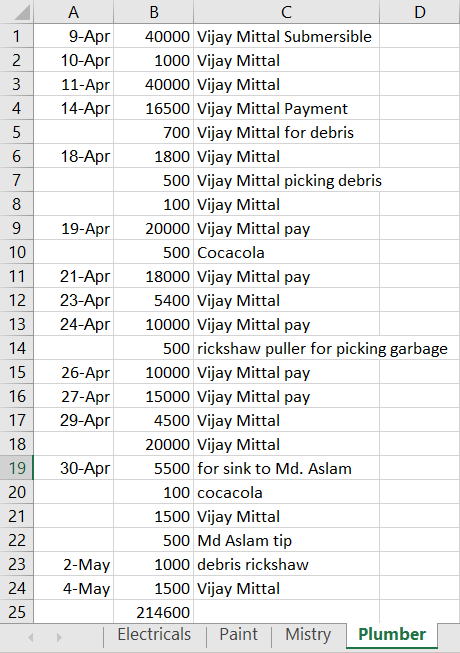 A B C D
1 9-Apr 40000 Vijay Mittal Submersible
2 10-Apr 1000 Vijay Mittal
3 11-Apr 40000 Vijay Mittal
4 14-Apr 16500 Vijay Mittal Payment
5 700 Vijay Mittal for debris
6 18-Apr 1800 Vijay Mittal
7 500 Vijay Mittal picking debris
8 100 Vijay Mittal
9 19-Apr 20000 Vijay Mittal pay
10 500 Cocacola
11 21-Apr 18000 Vijay Mittal pay
12 23-Apr 5400 Vijay Mittal
13 24-Apr 10000 Vijay Mittal pay
14 500 rickshaw puller for picking garbage
15 26-Apr 10000 Vijay Mittal pay
16 27-Apr 15000 Vijay Mittal pay
17 29-Apr 4500 Vijay Mittal
18 20000 Vijay Mittal
19 30-Apr 5500 for sink to Md. Aslam
20 100 cocacola
21 1500 Vijay Mittal
22 500 Md Aslam tip
23 2-May 1000 debris rickshaw
24 4-May 1500 Vijay Mittal
25 214600
Electricals Paint Mistry Plumber